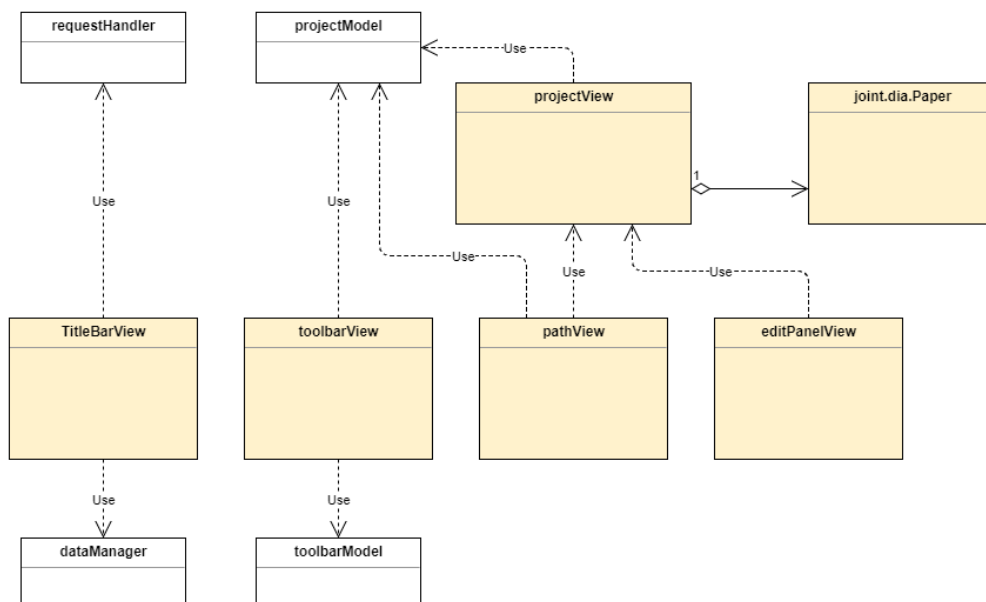 requestHandler
projectModel
Use
projectView
joint.dia.Paper
1
Use
Use
Use
Use
Use
TitleBarView
toolbarView
pathView
editPanelView
Use
Use
dataManager
toolbarModel